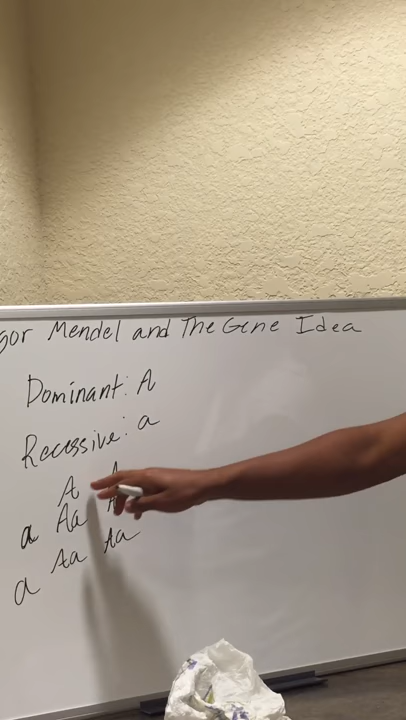 gor Mendel and The Gene Idea
Dominant: A
Recessive: a
A A
a Aa A
a Aa Aa